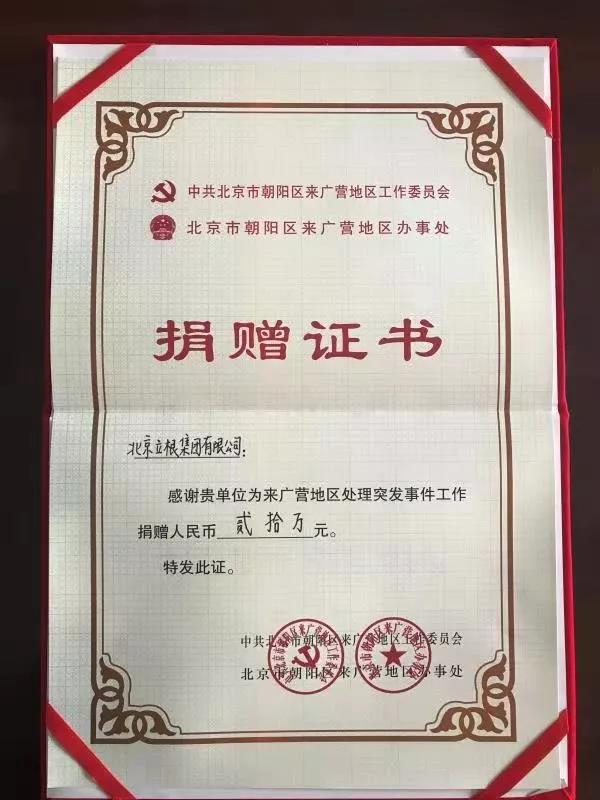 中共北京市朝阳区来广营地区工作委员会
北京市朝阳区来广营地区办事处
捐赠证书
北京立根集团有限公司：
感谢贵单位为来广营地区处理突发事件工作
捐赠人民币贰拾万元。
特发此证。
中共北京市朝阳区来广营地区工作委员会
北京市朝阳区来广营地区办事处